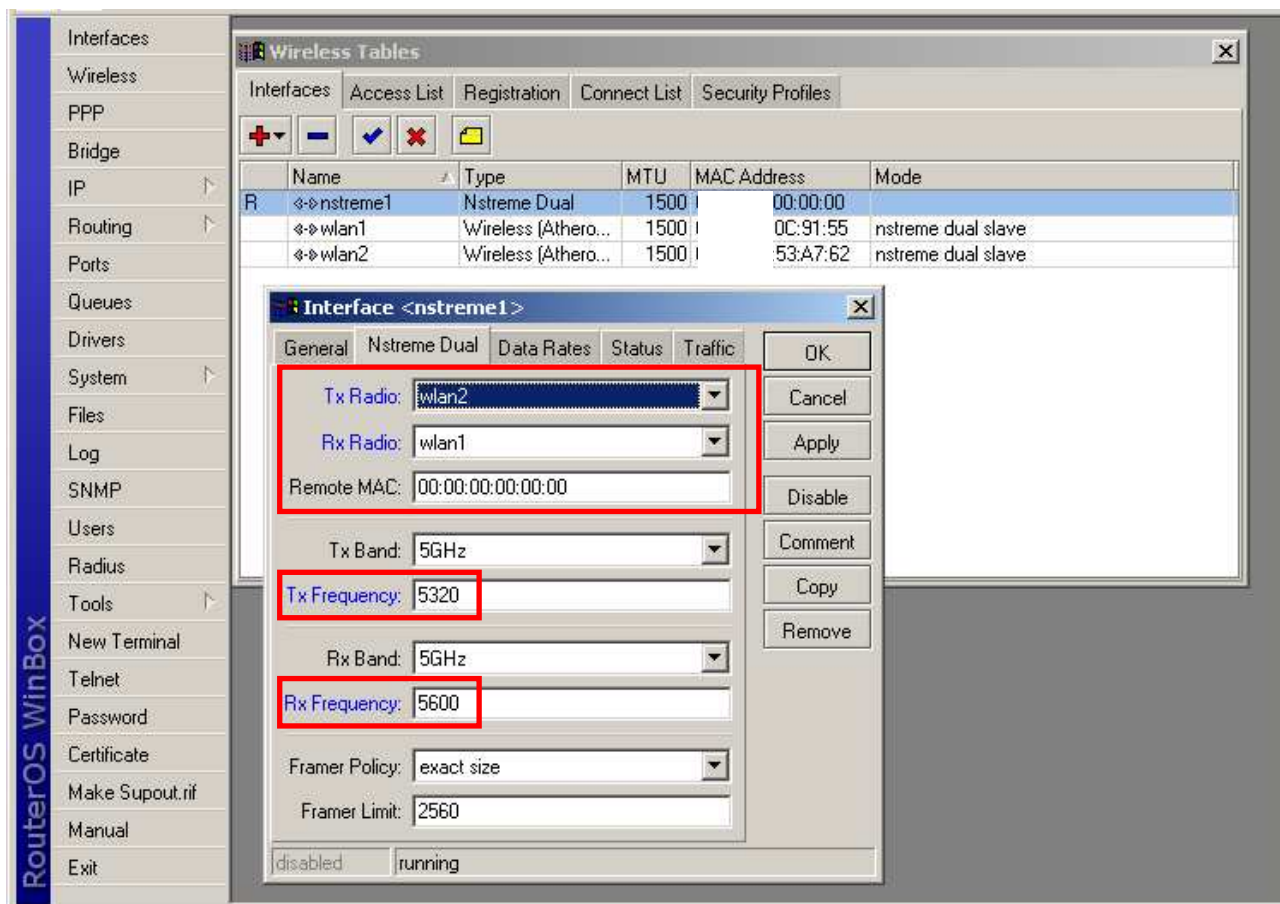 RouterOS WinBox
Interfaces
Wireless
PPP
Bridge
IP
Routing
Ports
Queues
Drivers
System
Files
Log
SNMP
Users
Radius
Tools
New Terminal
Telnet
Password
Certificate
Make Supout.rif
Manual
Exit
Wireless Tables
Interfaces Access List Registration Connect List Security Profiles
Name Type MTU MAC Address Mode
R nstreme1 Nstreme Dual 1500 00:00:00
wlan1 Wireless (Athero... 1500 0C:91:55 nstreme dual slave
wlan2 Wireless (Athero... 1500 :53:A7:62 nstreme dual slave
Interface <nstreme1>
General Nstreme Dual Data Rates Status Traffic
Tx Radio: wlan2
Rx Radio: wlan1
Remote MAC: 00:00:00:00:00:00
Tx Band: 5GHz
Tx Frequency: 5320
Rx Band: 5GHz
Rx Frequency: 5600
Framer Policy: exact size
Framer Limit: 2560
disabled running
OK
Cancel
Apply
Disable
Comment
Copy
Remove